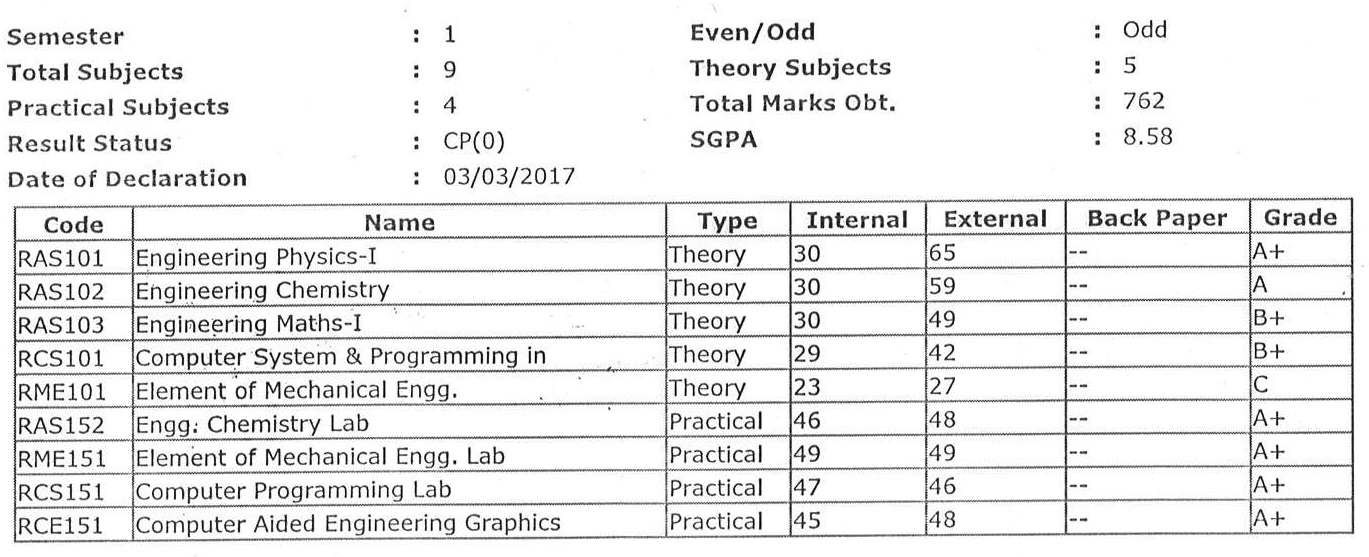 Semester : 1 Even/Odd : Odd
Total Subjects : 9 Theory Subjects : 5
Practical Subjects : 4 Total Marks Obt. : 762
Result Status : CP(0) SGPA : 8.58
Date of Declaration : 03/03/2017
Code Name Type Internal External Back Paper Grade
RAS101 Engineering Physics-I Theory 30 65 -- A+
RAS102 Engineering Chemistry Theory 30 59 -- A
RAS103 Engineering Maths-I Theory 30 49 -- B+
RCS101 Computer System & Programming in Theory 29 42 -- B+
RME101 Element of Mechanical Engg. Theory 23 27 -- C
RAS152 Engg. Chemistry Lab Practical 46 48 -- A+
RME151 Element of Mechanical Engg. Lab Practical 49 49 -- A+
RCS151 Computer Programming Lab Practical 47 46 -- A+
RCE151 Computer Aided Engineering Graphics Practical 45 48 -- A+